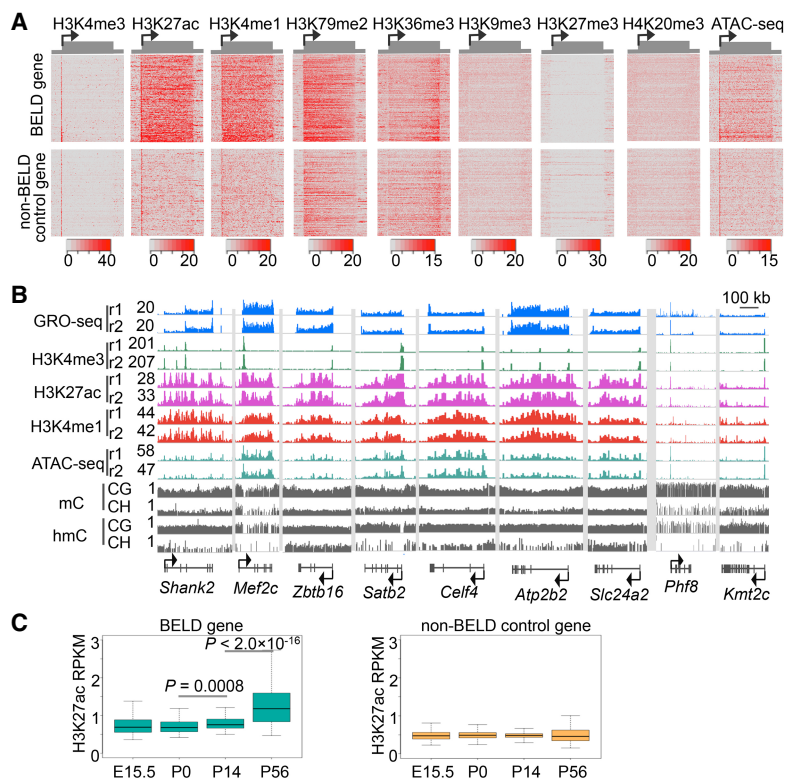 A
H3K4me3 H3K27ac H3K4me1 H3K79me2 H3K36me3 H3K9me3 H3K27me3 H4K20me3 ATAC-seq
BELD gene
non-BELD
control gene
0 40 0 20 0 20 0 20 0 15 0 20 0 30 0 20 0 15
B
100 kb
GRO-seq r1 20
r2 20
H3K4me3 r1 201
r2 207
H3K27ac r1 28
r2 33
H3K4me1 r1 44
r2 42
ATAC-seq r1 58
r2 47
mC CG 1
CH 1
hmC CG 1
CH 1
Shank2 Mef2c Zbtb16 Satb2 Celf4 Atp2b2 Slc24a2 Phf8 Kmt2c
C
BELD gene
H3K27ac RPKM
3
2
1
0
P = 0.0008
P < 2.0×10-16
E15.5 P0 P14 P56
non-BELD control gene
H3K27ac RPKM
3
2
1
0
E15.5 P0 P14 P56